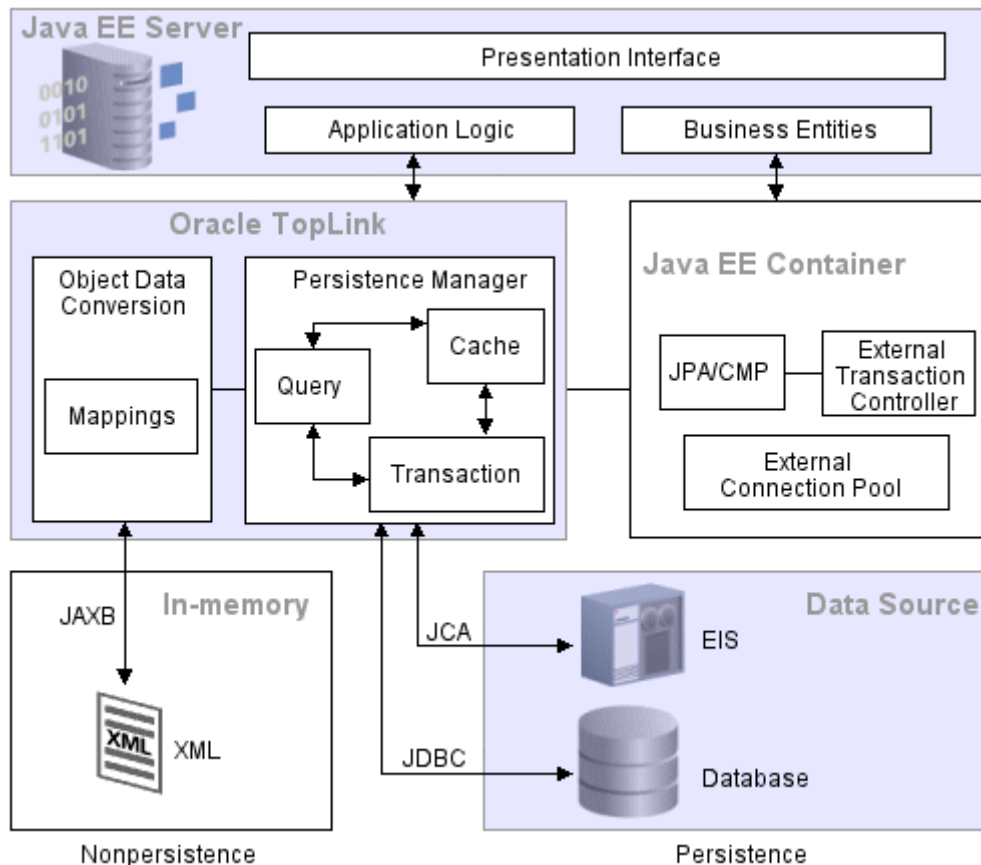 Java EE Server
0010
0101
1101
Presentation Interface
Application Logic
Business Entities
Oracle TopLink
Object Data
Conversion
Mappings
Persistence Manager
Cache
Query
Transaction
Java EE Container
JPA/CMP
External
Transaction
Controller
External
Connection Pool
In-memory
JAXB
XML
XML
Data Source
JCA
EIS
JDBC
Database
Nonpersistence
Persistence